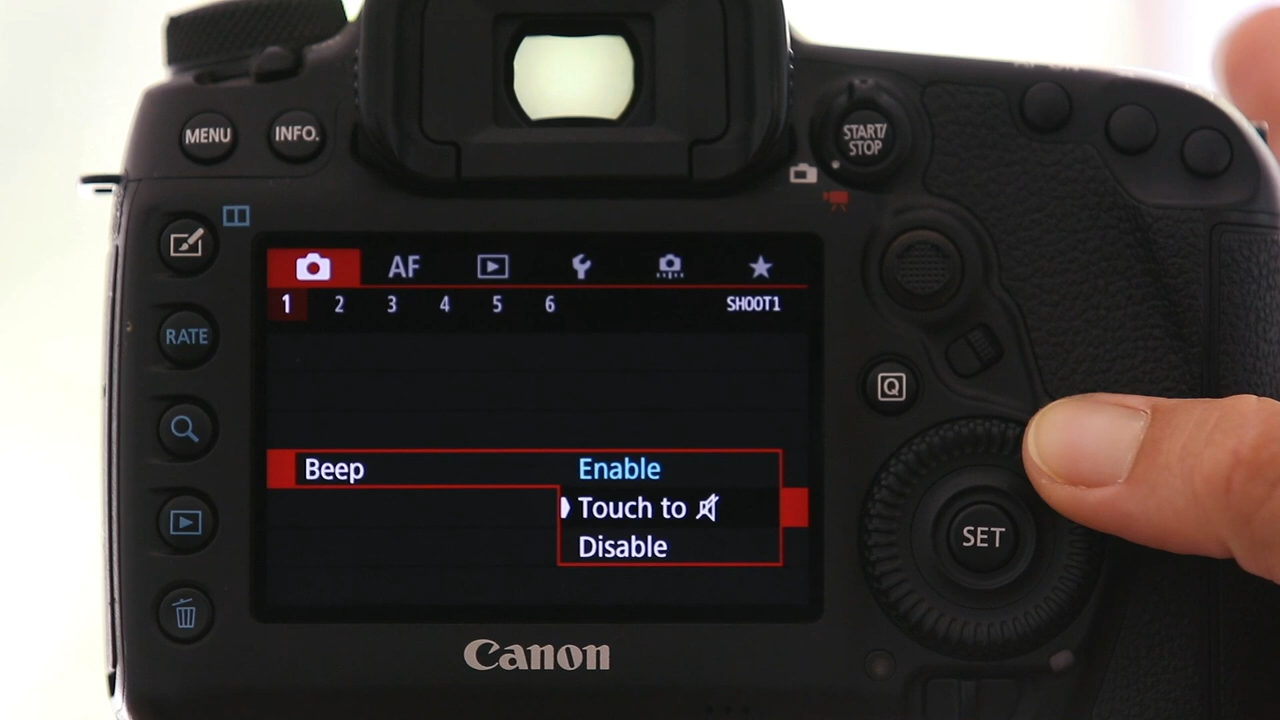 MENU
INFO.
START/
STOP
RATE
AF
1 2 3 4 5 6 SHOOT1
Beep Enable
Touch to
Disable
Q
SET
Canon